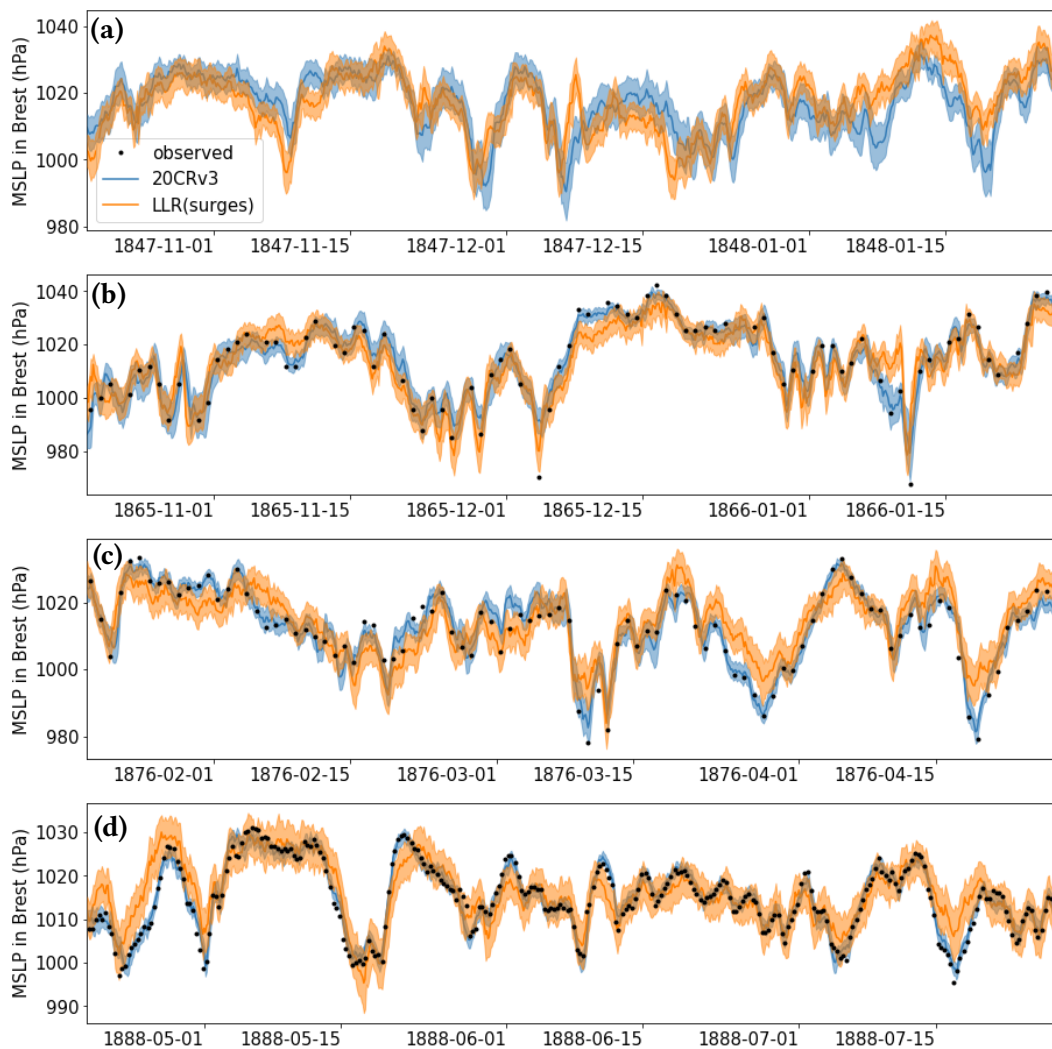 (a)
MSLP in Brest (hPa)
1040
1020
1000
980
observed
20CRv3
LLR(surges)
1847-11-01 1847-11-15 1847-12-01 1847-12-15 1848-01-01 1848-01-15
(b)
MSLP in Brest (hPa)
1040
1020
1000
980
1865-11-01 1865-11-15 1865-12-01 1865-12-15 1866-01-01 1866-01-15
(c)
MSLP in Brest (hPa)
1020
1000
980
1876-02-01 1876-02-15 1876-03-01 1876-03-15 1876-04-01 1876-04-15
(d)
MSLP in Brest (hPa)
1030
1020
1010
1000
990
1888-05-01 1888-05-15 1888-06-01 1888-06-15 1888-07-01 1888-07-15